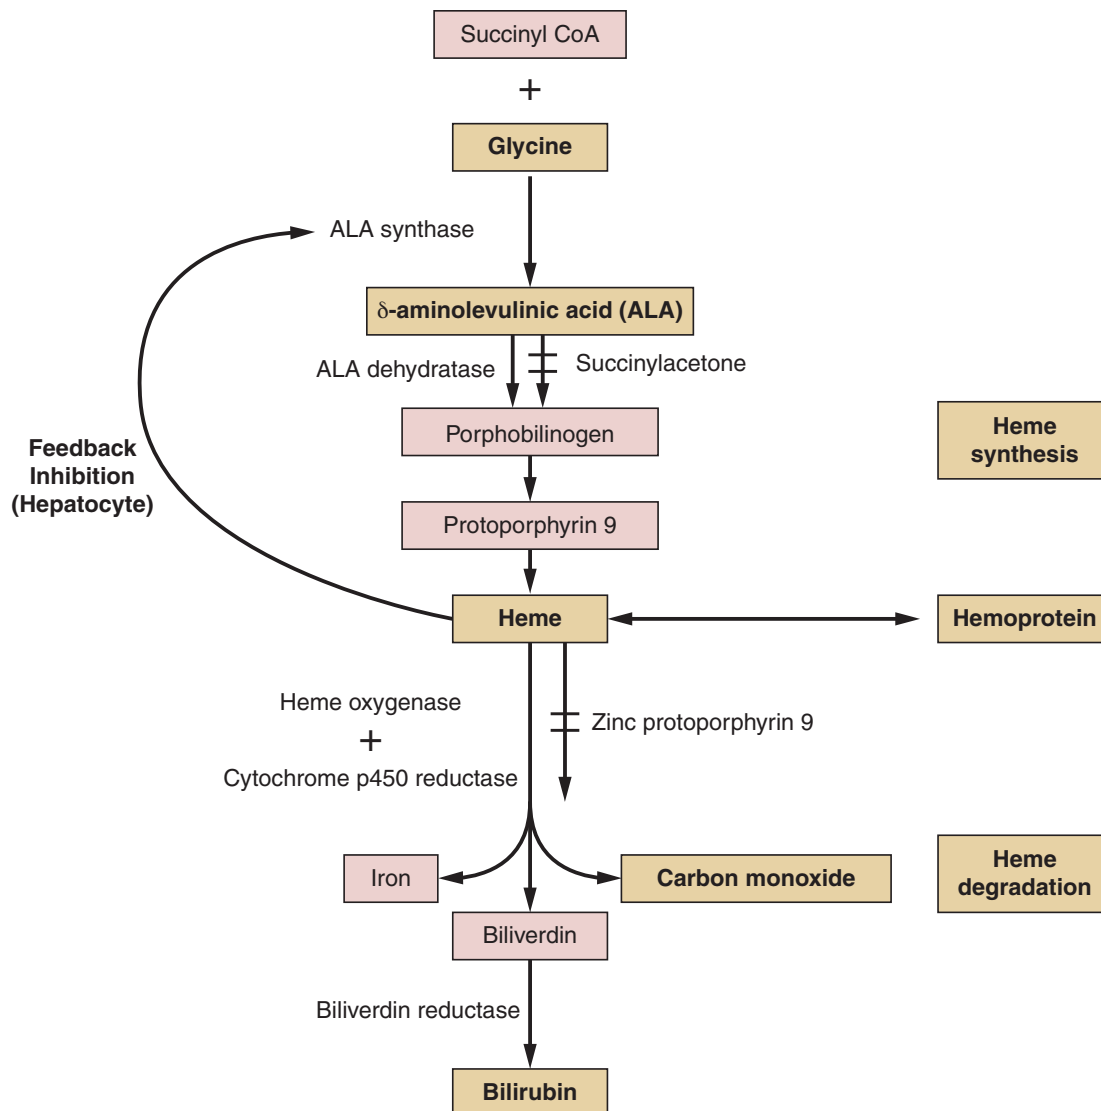 Succinyl CoA
+
Glycine
ALA synthase
δ-aminolevulinic acid (ALA)
ALA dehydratase
Succinylacetone
Porphobilinogen
Heme
synthesis
Feedback
Inhibition
(Hepatocyte)
Protoporphyrin 9
Heme
Hemoprotein
Heme oxygenase
+
Cytochrome p450 reductase
Zinc protoporphyrin 9
Iron
Carbon monoxide
Heme
degradation
Biliverdin
Biliverdin reductase
Bilirubin